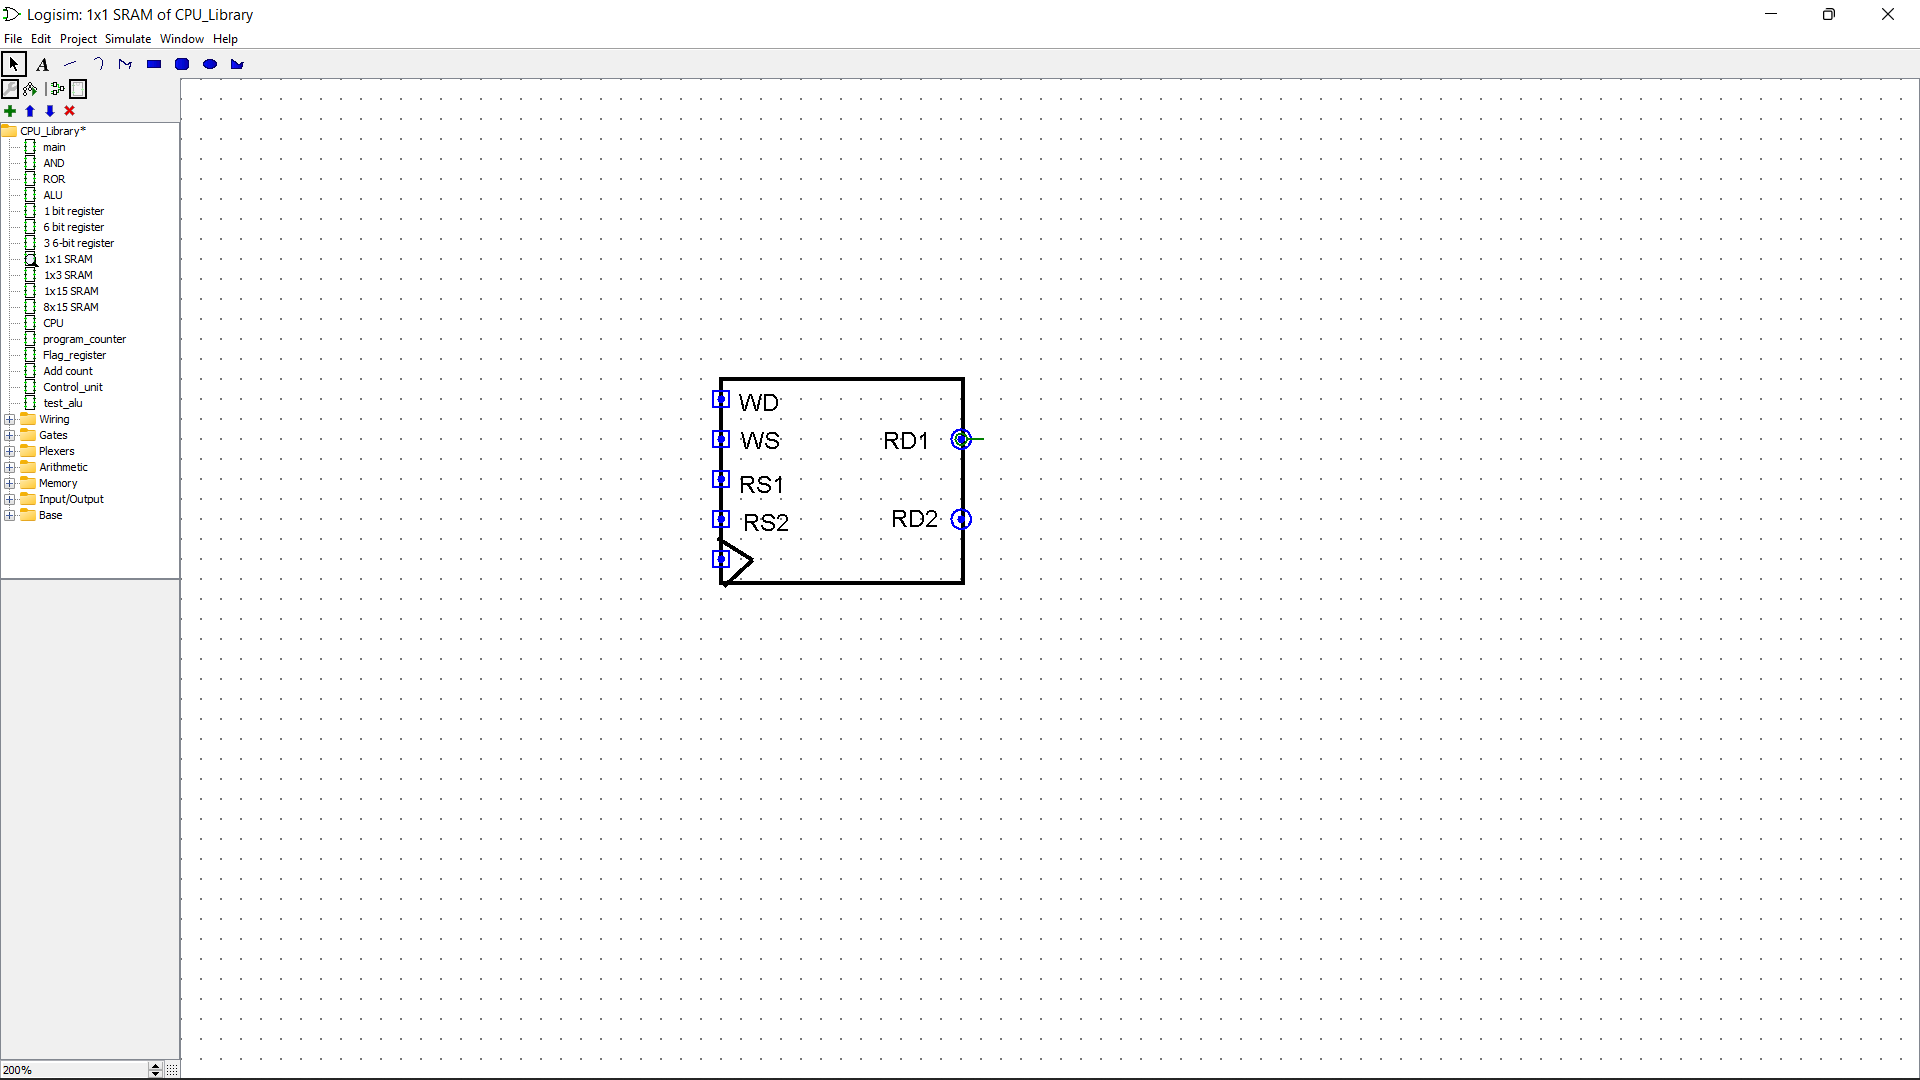 Logisim: 1x1 SRAM of CPU_Library
File Edit Project Simulate Window Help
A
CPU_Library*
main
AND
ROR
ALU
1 bit register
6 bit register
3 6-bit register
1x1 SRAM
1x3 SRAM
1x15 SRAM
8x15 SRAM
CPU
program_counter
Flag_register
Add count
Control_unit
test_alu
Wiring
Gates
Plexers
Arithmetic
Memory
Input/Output
Base
WD
WS RD1
RS1
RS2 RD2
200%